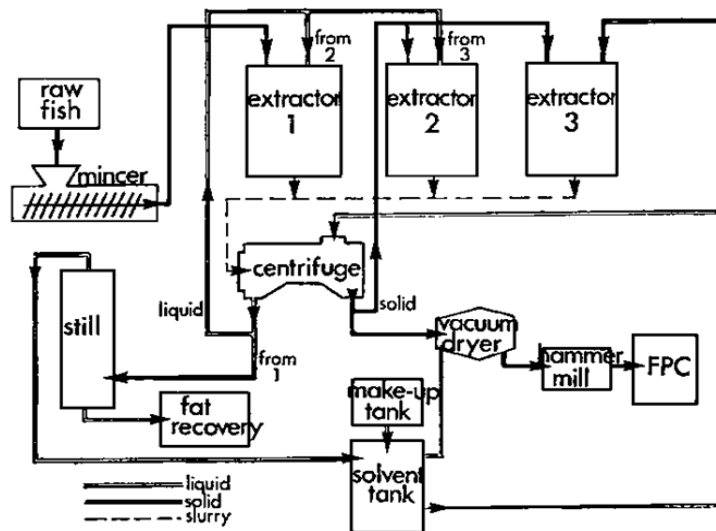 from
2
from
3
extractor
1
extractor
2
extractor
3
raw
fish
mincer
centrifuge
liquid
solid
still
from
1
vacuum
dryer
hammer
mill
FPC
fat
recovery
make-up
tank
solvent
tank
liquid
solid
slurry